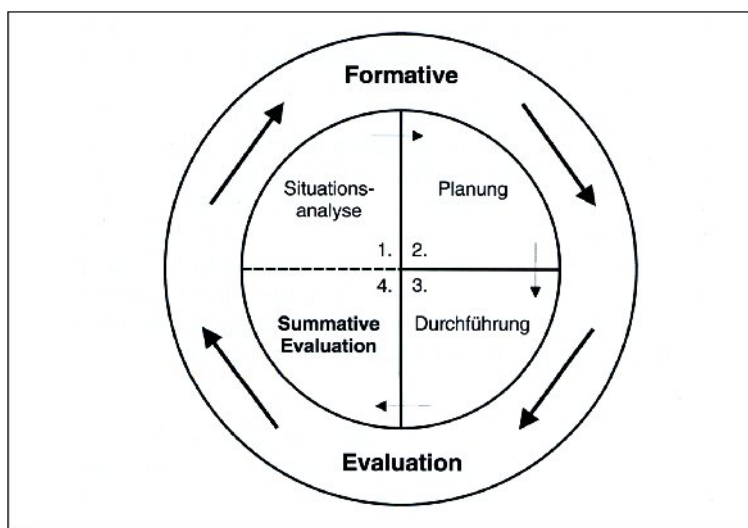 Formative
Situations-
analyse
Planung
1. 2.
4. 3.
Summative
Evaluation
Durchführung
Evaluation